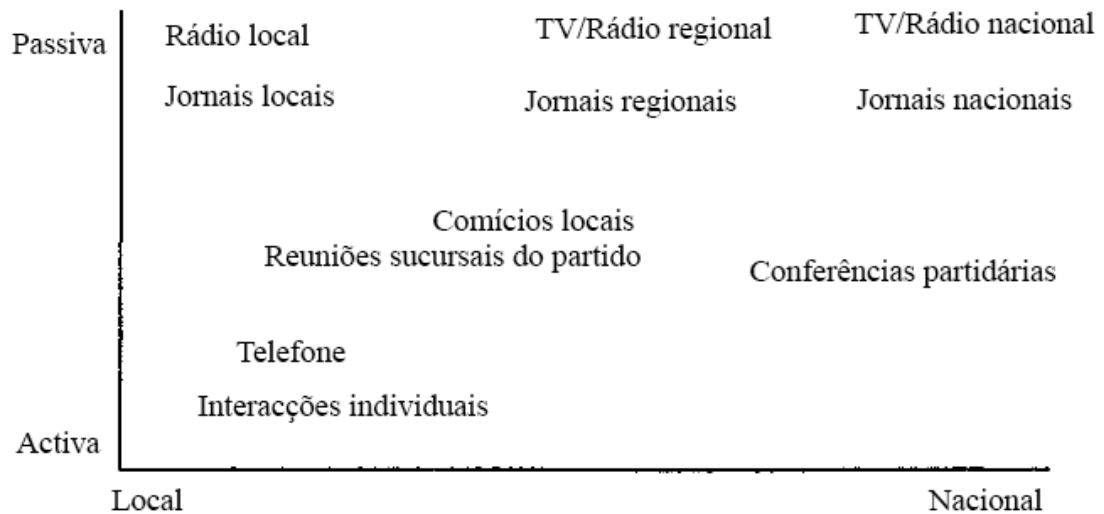 Passiva
Rádio local
TV/Rádio regional
TV/Rádio nacional
Jornais locais
Jornais regionais
Jornais nacionais
Comícios locais
Reuniões sucursais do partido
Conferências partidárias
Telefone
Interacções individuais
Activa
Local
Nacional